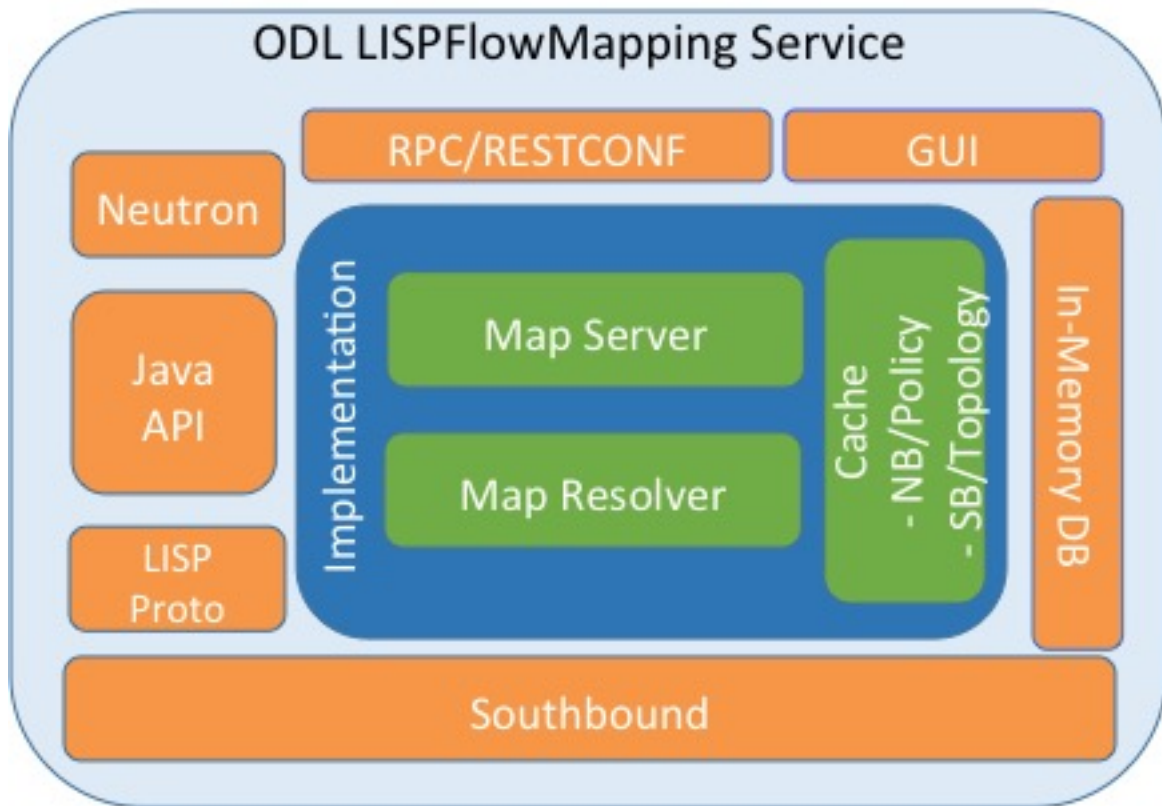 ODL LISPFlowMapping Service
RPC/RESTCONF
GUI
Neutron
Java
API
LISP
Proto
Implementation
Map Server
Map Resolver
Cache
- NB/Policy
- SB/Topology
In-Memory DB
Southbound